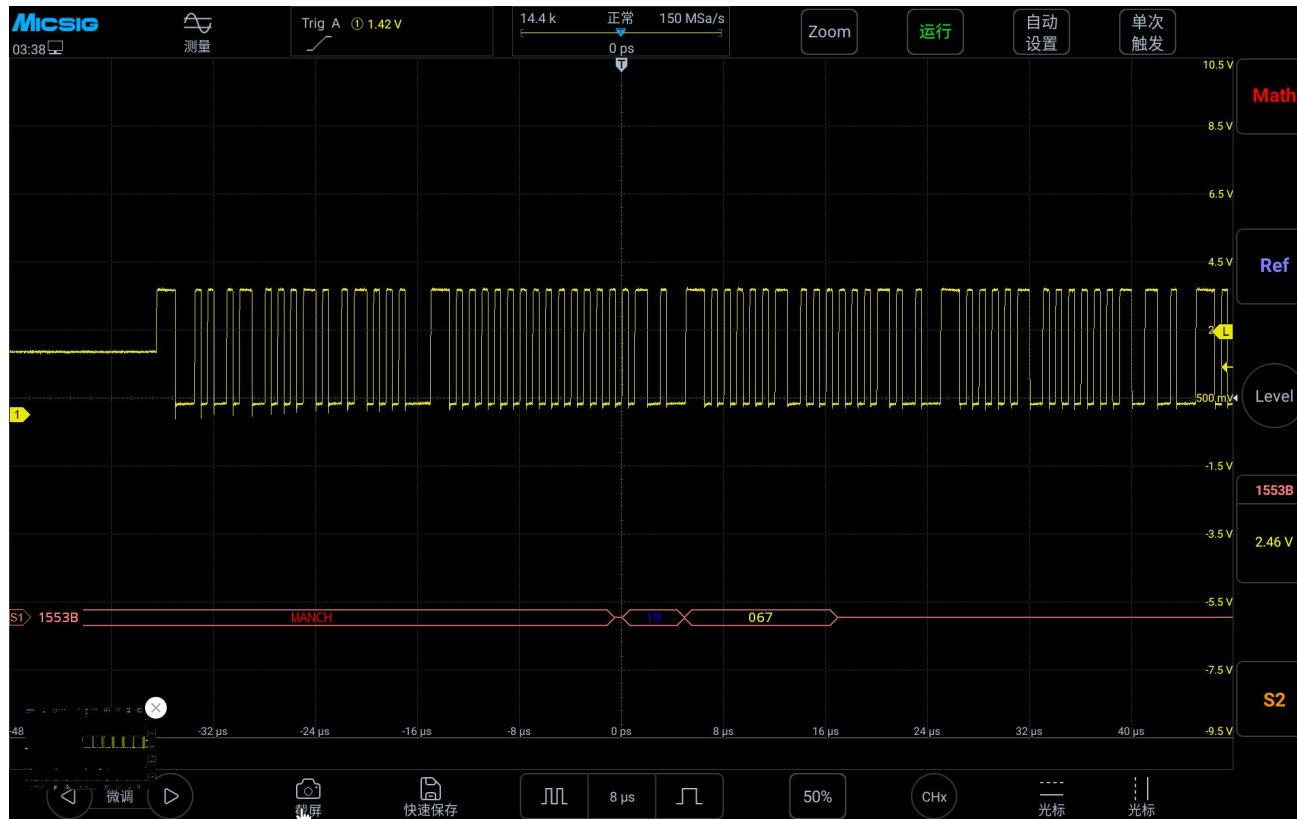 Micsig
03:38
测量
Trig A ① 1.42 V
14.4 k 正常 150 MSa/s
0 ps
Zoom
运行
自动
设置
单次
触发
T
10.5 V
Math
8.5 V
6.5 V
4.5 V
Ref
L
1
500 mV
Level
-1.5 V
1553B
-3.5 V
2.46 V
-5.5 V
S1 1553B MANCH 19 067
-7.5 V
S2
-48 -32 μs -24 μs -16 μs -8 μs 0 ps 8 μs 16 μs 24 μs 32 μs 40 μs -9.5 V
微调
截屏
快速保存
8 μs
50%
CHx
光标
光标